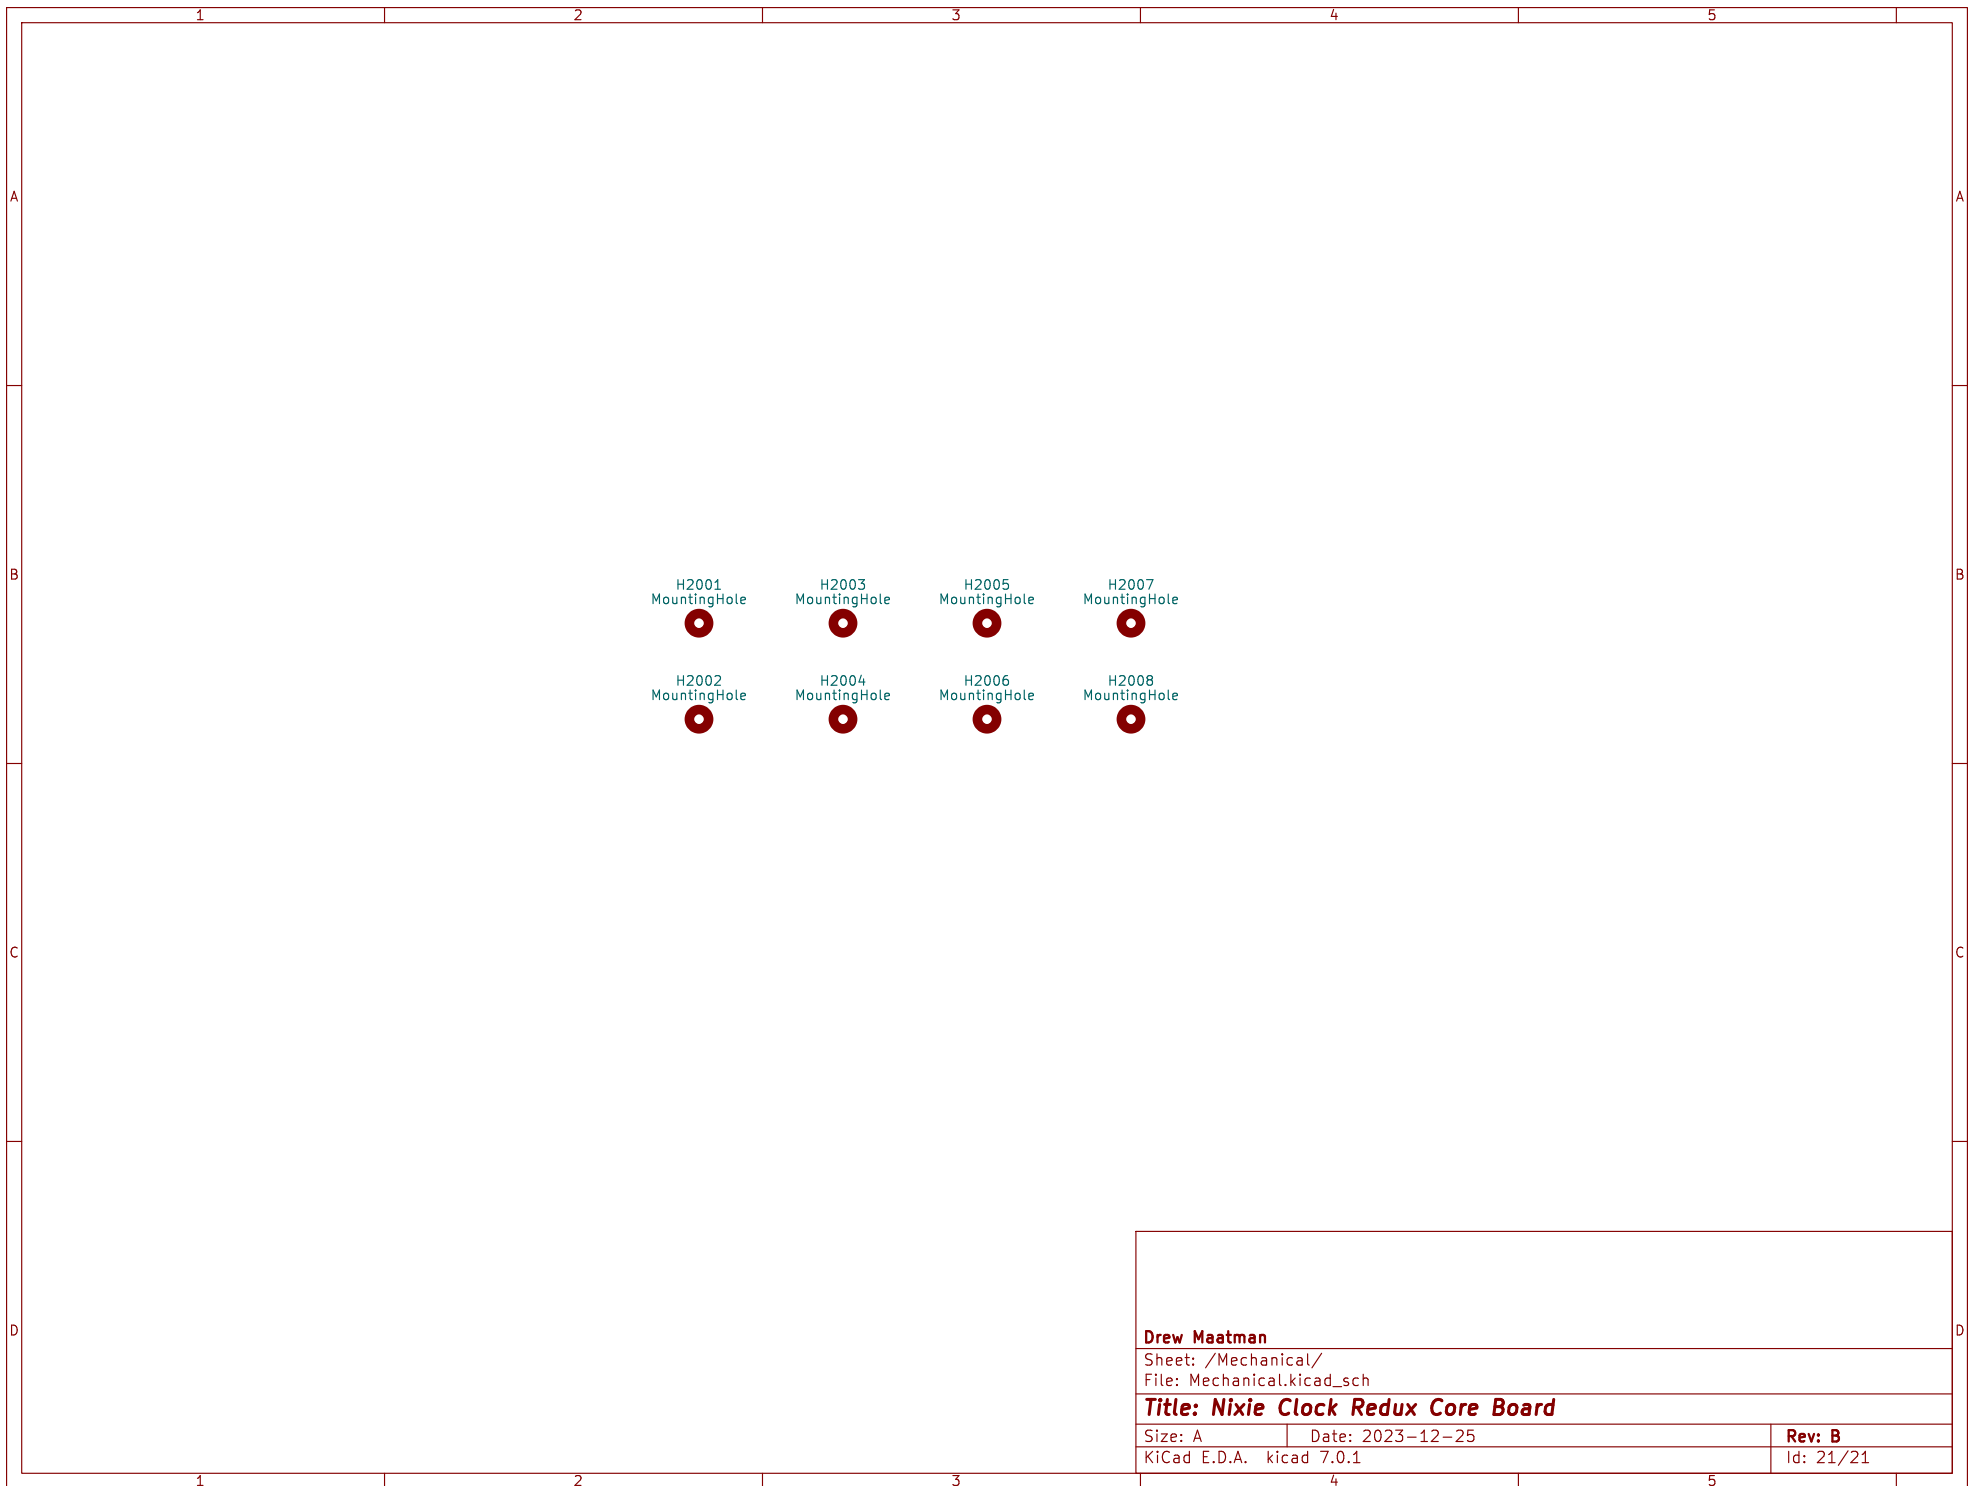 1 2 3 4 5
A A
H2001 H2003 H2005 H2007
MountingHole MountingHole MountingHole MountingHole
B B
H2002 H2004 H2006 H2008
MountingHole MountingHole MountingHole MountingHole
C C
D D
Drew Maatman
Sheet: /Mechanical/
File: Mechanical.kicad_sch
Title: Nixie Clock Redux Core Board
Size: A Date: 2023-12-25 Rev: B
KiCad E.D.A. kicad 7.0.1 Id: 21/21
1 2 3 4 5